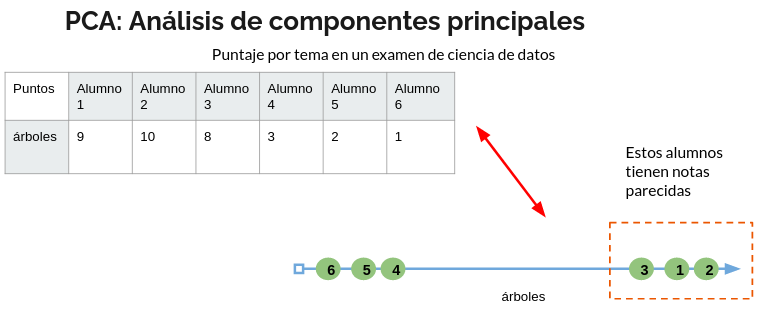 PCA: Análisis de componentes principales
Puntaje por tema en un examen de ciencia de datos
Puntos Alumno 1 Alumno 2 Alumno 3 Alumno 4 Alumno 5 Alumno 6
árboles 9 10 8 3 2 1
Estos alumnos
tienen notas
parecidas
6 5 4 3 1 2
árboles